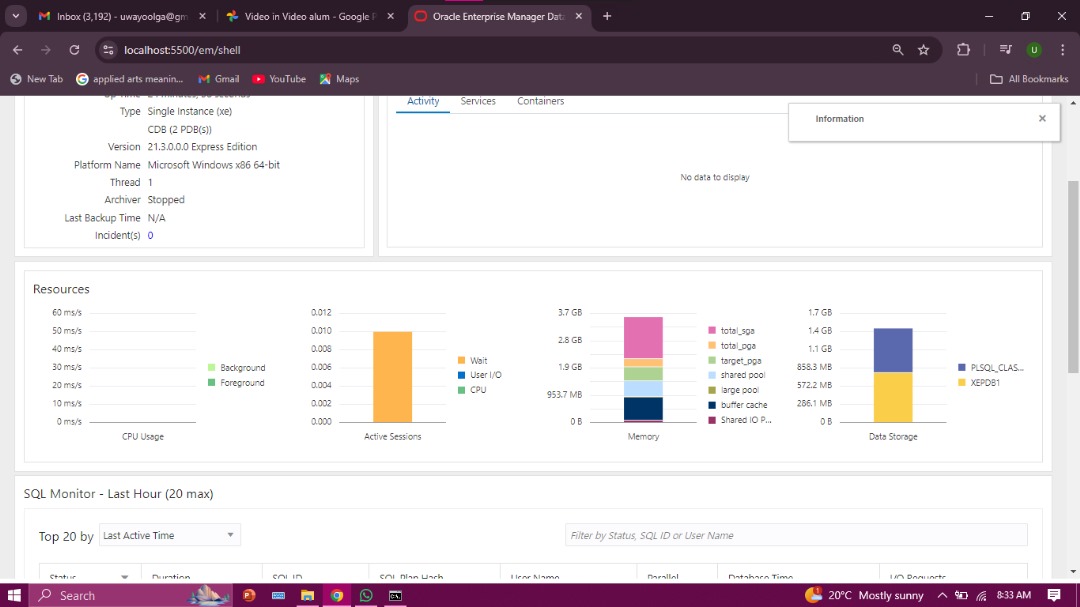 Inbox (3,192) - uwayoolga@gm
Video in Video alum - Google P
Oracle Enterprise Manager Data
localhost:5500/em/shell
U
New Tab
applied arts meanin...
Gmail
YouTube
Maps
All Bookmarks
Type Single Instance (xe)
CDB (2 PDB(s))
Version 21.3.0.0.0 Express Edition
Platform Name Microsoft Windows x86 64-bit
Thread 1
Archiver Stopped
Last Backup Time N/A
Incident(s) 0
Activity Services Containers
Information
No data to display
Resources
60 ms/s
50 ms/s
40 ms/s
30 ms/s
20 ms/s
10 ms/s
0 ms/s
CPU Usage
Background
Foreground
0.012
0.010
0.008
0.006
0.004
0.002
0.000
Active Sessions
Wait
User I/O
CPU
3.7 GB
2.8 GB
1.9 GB
953.7 MB
0 B
Memory
total_sga
total_pga
target_pga
shared pool
large pool
buffer cache
Shared IO P...
1.7 GB
1.4 GB
1.1 GB
858.3 MB
572.2 MB
286.1 MB
0 B
Data Storage
PLSQL_CLAS...
XEPDB1
SQL Monitor - Last Hour (20 max)
Top 20 by Last Active Time
Filter by Status, SQL ID or User Name
Status Duration SQL ID SQL Plan Hash User Name Parallel Database Time I/O Requests
Search
20°C Mostly sunny
8:33 AM